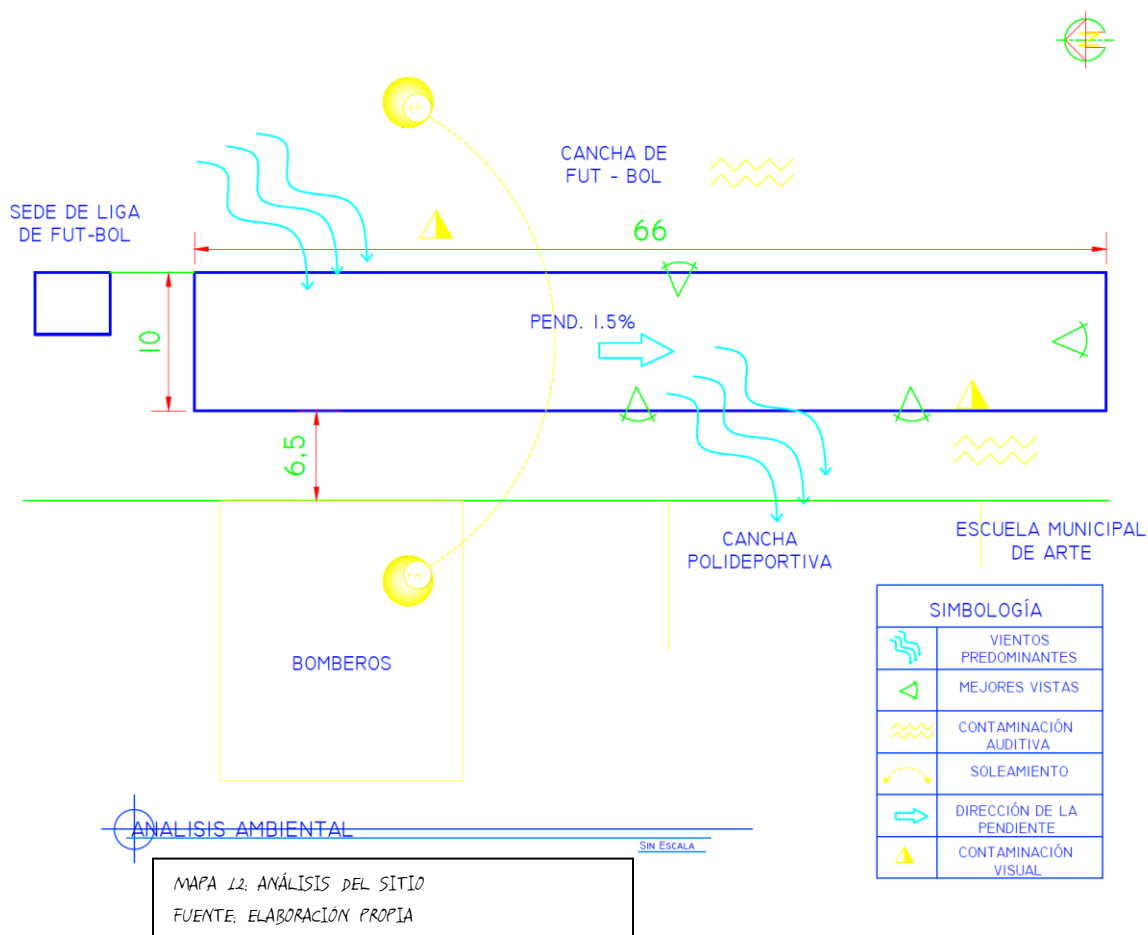 N
A.M.
CANCHA DE
FUT - BOL
SEDE DE LIGA
DE FUT-BOL
66
10
PEND. 1.5%
6,5
P.M.
CANCHA
POLIDEPORTIVA
ESCUELA MUNICIPAL
DE ARTE
BOMBEROS
SIMBOLOGÍA
VIENTOS
PREDOMINANTES
MEJORES VISTAS
CONTAMINACIÓN
AUDITIVA
SOLEAMIENTO
DIRECCIÓN DE LA
PENDIENTE
CONTAMINACIÓN
VISUAL
ANALISIS AMBIENTAL
SIN ESCALA
MAPA 12: ANÁLISIS DEL SITIO
FUENTE: ELABORACIÓN PROPIA